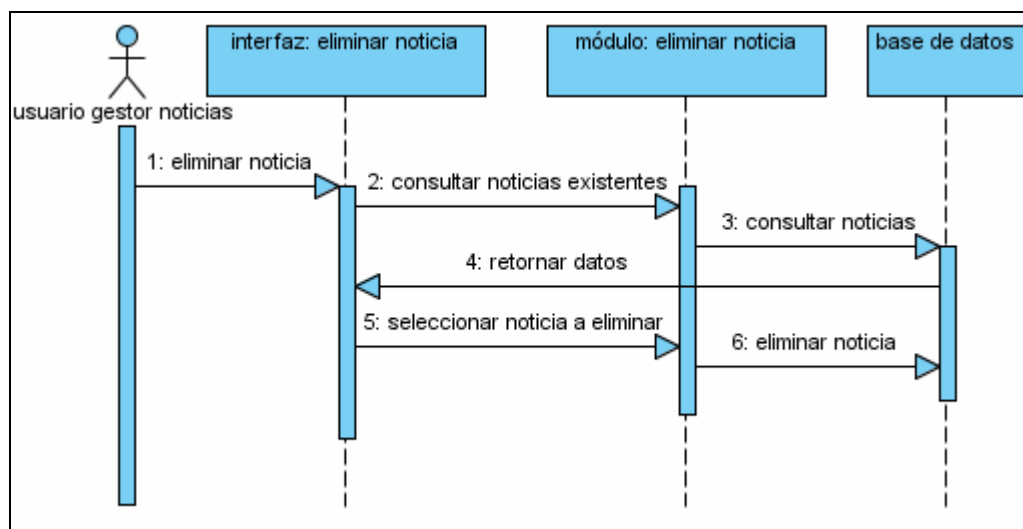 interfaz: eliminar noticia
módulo: eliminar noticia
base de datos
usuario gestor noticias
1: eliminar noticia
2: consultar noticias existentes
3: consultar noticias
4: retornar datos
5: seleccionar noticia a eliminar
6: eliminar noticia